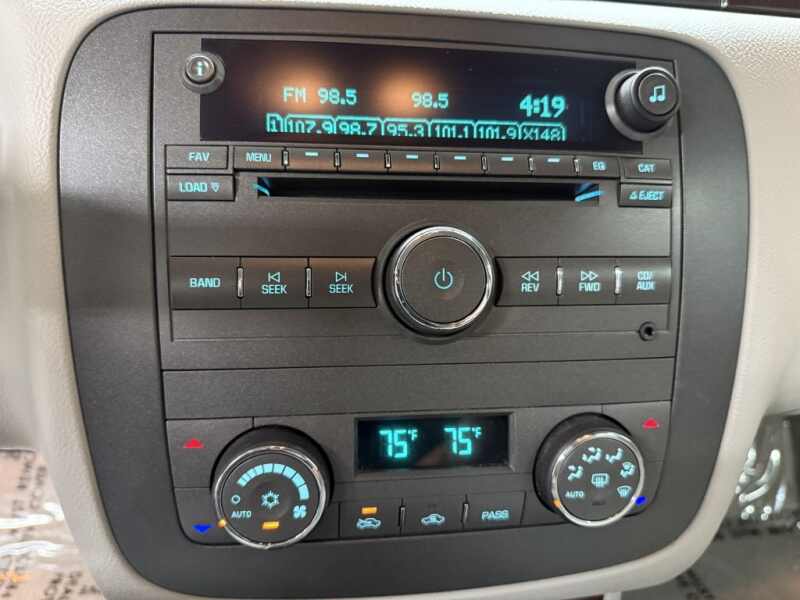 FM 98.5 98.5 4:19
1 107.9 98.7 95.3 101.1 101.9 X148
FAV MENU EQ CAT
LOAD EJECT
BAND SEEK SEEK REV FWD CD/AUX
75°F 75°F
AUTO AUTO
PASS